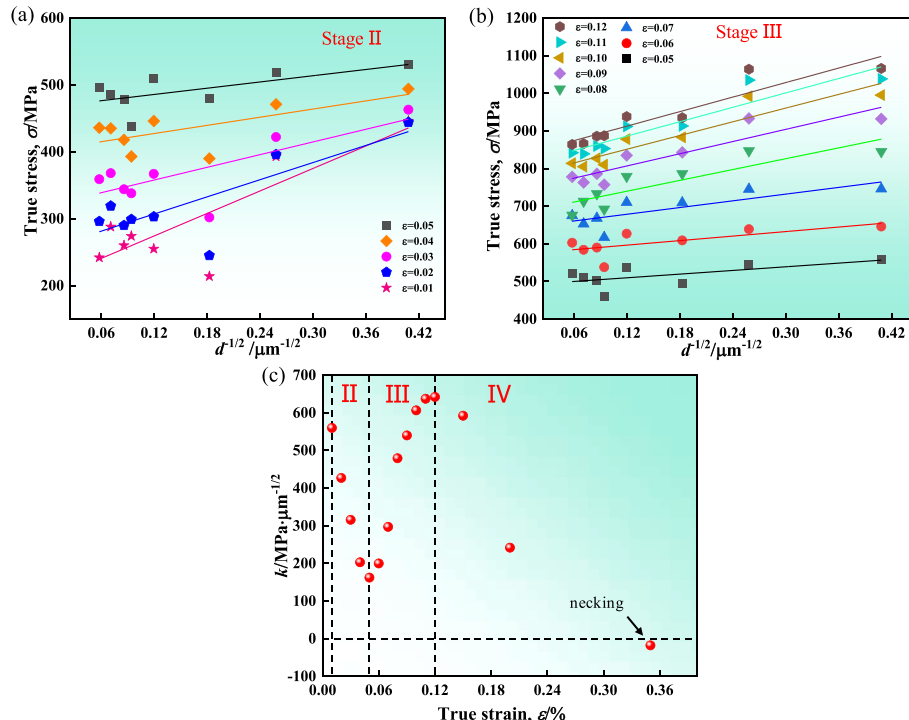 (a)
Stage II
True stress, σ/MPa
600
500
400
300
200
ε=0.05
ε=0.04
ε=0.03
ε=0.02
ε=0.01
0.06 0.12 0.18 0.24 0.30 0.36 0.42
d-1/2 /μm-1/2
(b)
Stage III
True stress, σ/MPa
1200
1100
1000
900
800
700
600
500
400
ε=0.12 ε=0.07
ε=0.11 ε=0.06
ε=0.10 ε=0.05
ε=0.09
ε=0.08
0.06 0.12 0.18 0.24 0.30 0.36 0.42
d-1/2 /μm-1/2
(c)
II III IV
k/MPa·μm-1/2
700
600
500
400
300
200
100
0
-100
necking
0.00 0.06 0.12 0.18 0.24 0.30 0.36
True strain, ε/%